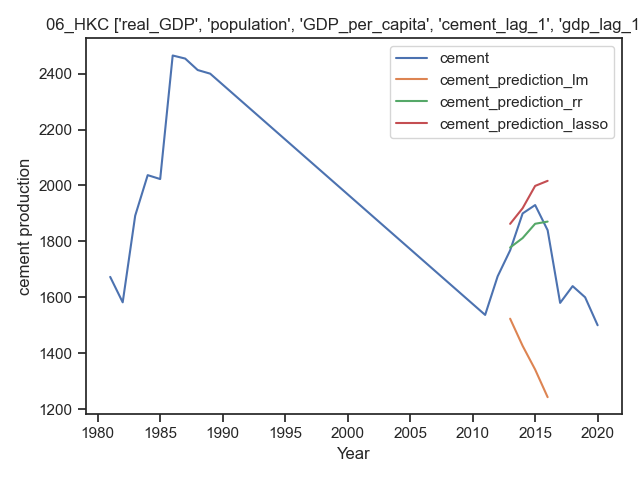 06_HKC ['real_GDP', 'population', 'GDP_per_capita', 'cement_lag_1', 'gdp_lag_1
cement
cement_prediction_lm
cement_prediction_rr
cement_prediction_lasso
cement production
2400
2200
2000
1800
1600
1400
1200
1980
1985
1990
1995
2000
2005
2010
2015
2020
Year